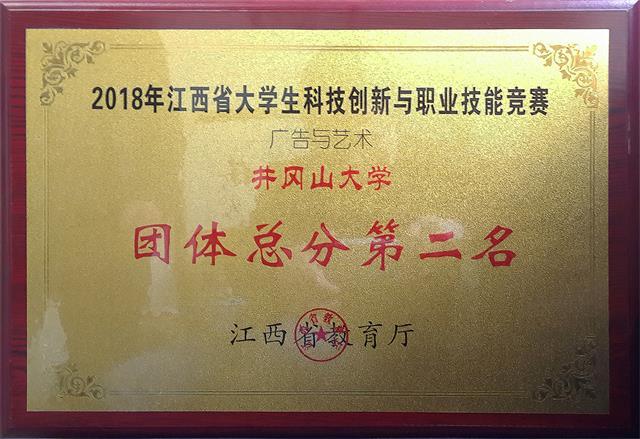 2018年江西省大学生科技创新与职业技能竞赛
广告与艺术
井冈山大学
团体总分第二名
江西省教育厅